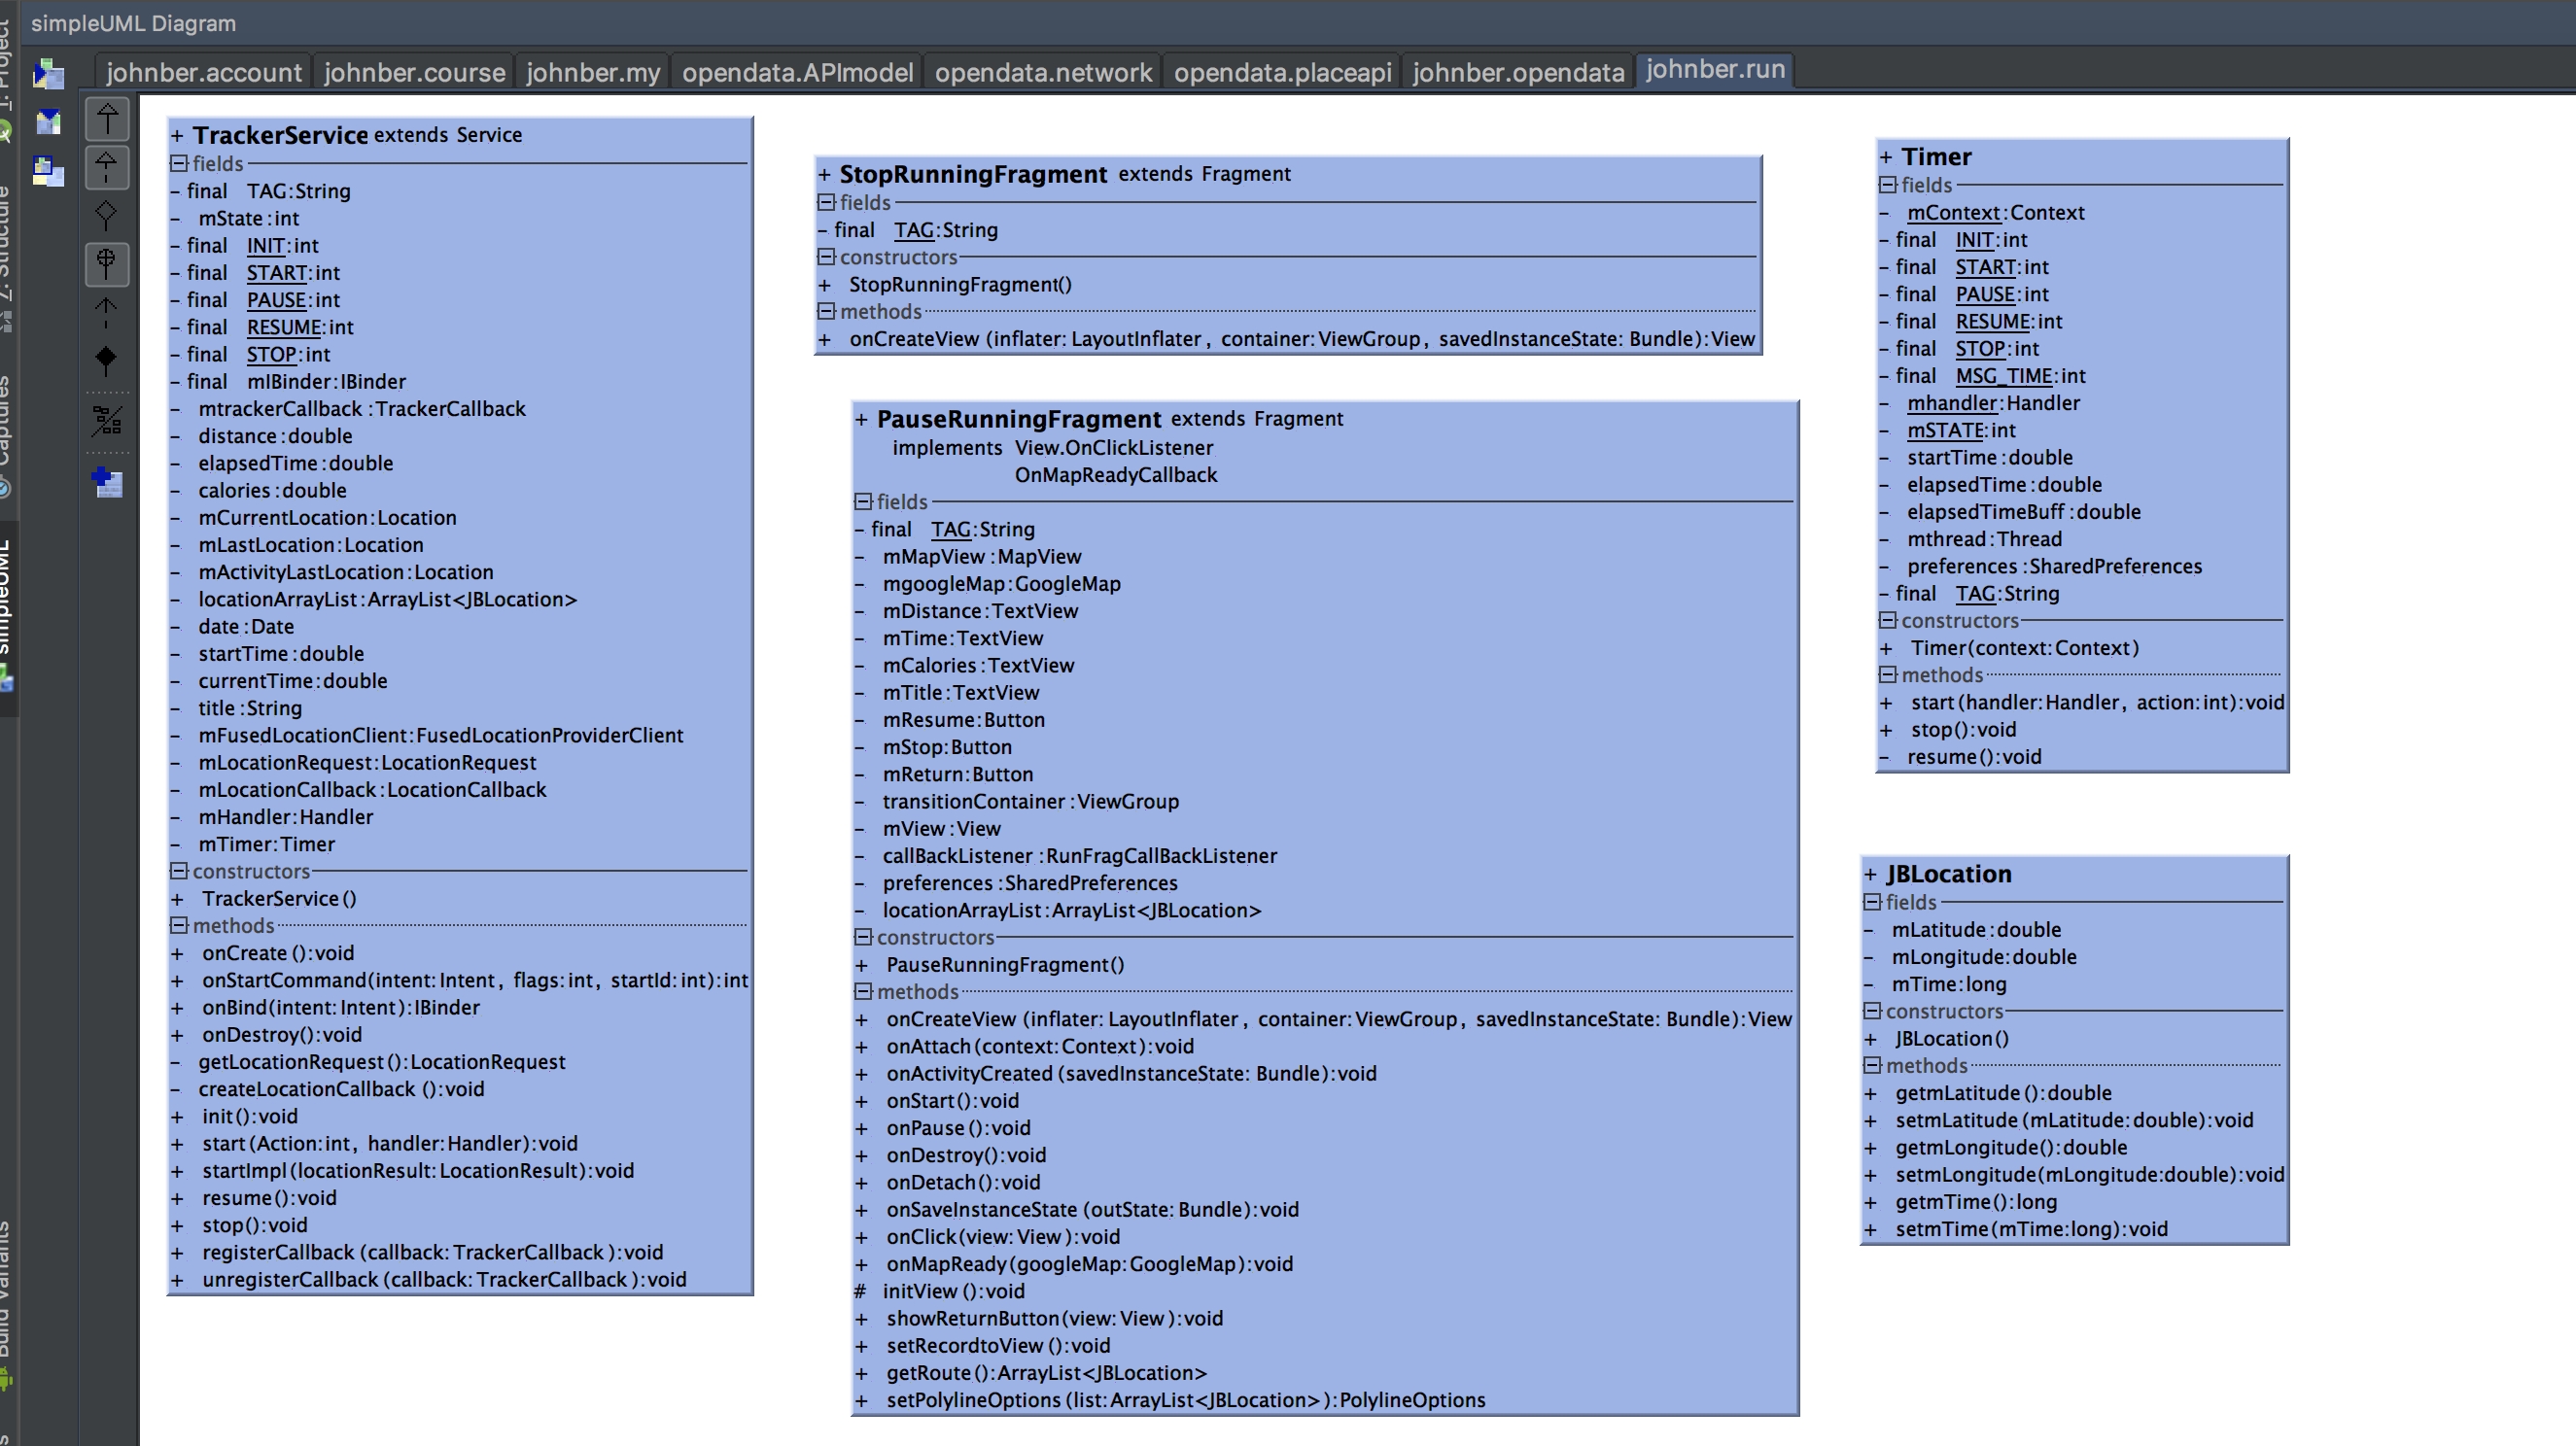 simpleUML Diagram
johnber.account johnber.course johnber.my opendata.APImodel opendata.network opendata.placeapi johnber.opendata johnber.run
1: Project
7: Structure
Captures
simpleUML
Build Variants
+ TrackerService extends Service
fields
- final TAG:String
- mState:int
- final INIT:int
- final START:int
- final PAUSE:int
- final RESUME:int
- final STOP:int
- final mIBinder:IBinder
- mtrackerCallback:TrackerCallback
- distance:double
- elapsedTime:double
- calories:double
- mCurrentLocation:Location
- mLastLocation:Location
- mActivityLastLocation:Location
- locationArrayList:ArrayList<JBLocation>
- date:Date
- startTime:double
- currentTime:double
- title:String
- mFusedLocationClient:FusedLocationProviderClient
- mLocationRequest:LocationRequest
- mLocationCallback:LocationCallback
- mHandler:Handler
- mTimer:Timer
constructors
+ TrackerService()
methods
+ onCreate():void
+ onStartCommand(intent:Intent, flags:int, startId:int):int
+ onBind(intent:Intent):IBinder
+ onDestroy():void
- getLocationRequest():LocationRequest
- createLocationCallback():void
+ init():void
+ start(Action:int, handler:Handler):void
+ startImpl(locationResult:LocationResult):void
+ resume():void
+ stop():void
+ registerCallback(callback:TrackerCallback):void
+ unregisterCallback(callback:TrackerCallback):void
+ StopRunningFragment extends Fragment
fields
- final TAG:String
constructors
+ StopRunningFragment()
methods
+ onCreateView(inflater:LayoutInflater, container:ViewGroup, savedInstanceState:Bundle):View
+ PauseRunningFragment extends Fragment
implements View.OnClickListener
OnMapReadyCallback
fields
- final TAG:String
- mMapView:MapView
- mgoogleMap:GoogleMap
- mDistance:TextView
- mTime:TextView
- mCalories:TextView
- mTitle:TextView
- mResume:Button
- mStop:Button
- mReturn:Button
- transitionContainer:ViewGroup
- mView:View
- callBackListener:RunFragCallBackListener
- preferences:SharedPreferences
- locationArrayList:ArrayList<JBLocation>
constructors
+ PauseRunningFragment()
methods
+ onCreateView(inflater:LayoutInflater, container:ViewGroup, savedInstanceState:Bundle):View
+ onAttach(context:Context):void
+ onActivityCreated(savedInstanceState:Bundle):void
+ onStart():void
+ onPause():void
+ onDestroy():void
+ onDetach():void
+ onSaveInstanceState(outState:Bundle):void
+ onClick(view:View):void
+ onMapReady(googleMap:GoogleMap):void
# initView():void
+ showReturnButton(view:View):void
+ setRecordtoView():void
+ getRoute():ArrayList<JBLocation>
+ setPolylineOptions(list:ArrayList<JBLocation>):PolylineOptions
+ Timer
fields
- mContext:Context
- final INIT:int
- final START:int
- final PAUSE:int
- final RESUME:int
- final STOP:int
- final MSG_TIME:int
- mhandler:Handler
- mSTATE:int
- startTime:double
- elapsedTime:double
- elapsedTimeBuff:double
- mthread:Thread
- preferences:SharedPreferences
- final TAG:String
constructors
+ Timer(context:Context)
methods
+ start(handler:Handler, action:int):void
+ stop():void
- resume():void
+ JBLocation
fields
- mLatitude:double
- mLongitude:double
- mTime:long
constructors
+ JBLocation()
methods
+ getmLatitude():double
+ setmLatitude(mLatitude:double):void
+ getmLongitude():double
+ setmLongitude(mLongitude:double):void
+ getmTime():long
+ setmTime(mTime:long):void